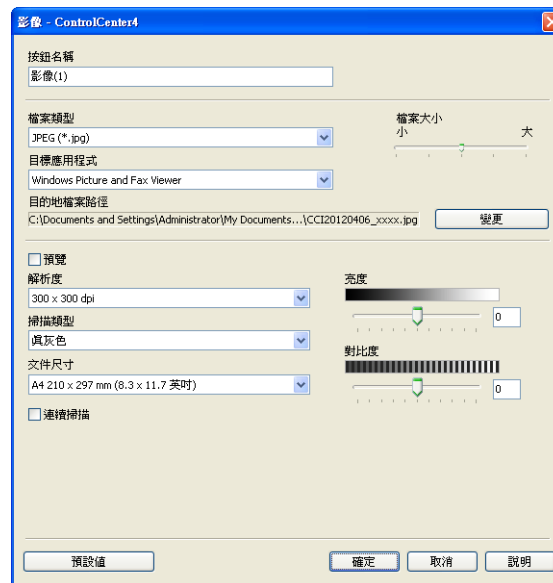 影像 - ControlCenter4
按鈕名稱
影像(1)
檔案類型
JPEG (*.jpg)
檔案大小
小 大
目標應用程式
Windows Picture and Fax Viewer
目的地檔案路徑
C:\Documents and Settings\Administrator\My Documents...\CCI20120406_xxxx.jpg
變更
預覽
解析度
300 x 300 dpi
亮度
0
掃描類型
真灰色
對比度
0
文件尺寸
A4 210 x 297 mm (8.3 x 11.7 英吋)
連續掃描
預設值
確定
取消
說明